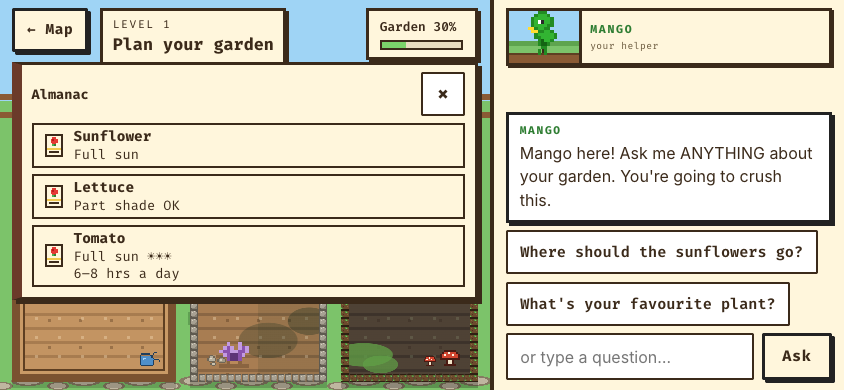 ← Map
LEVEL 1
Plan your garden
Garden 30%
Almanac
✖
Sunflower
Full sun
Lettuce
Part shade OK
Tomato
Full sun ☀☀☀
6–8 hrs a day
MANGO
your helper
MANGO
Mango here! Ask me ANYTHING about
your garden. You're going to crush
this.
Where should the sunflowers go?
What's your favourite plant?
or type a question...
Ask